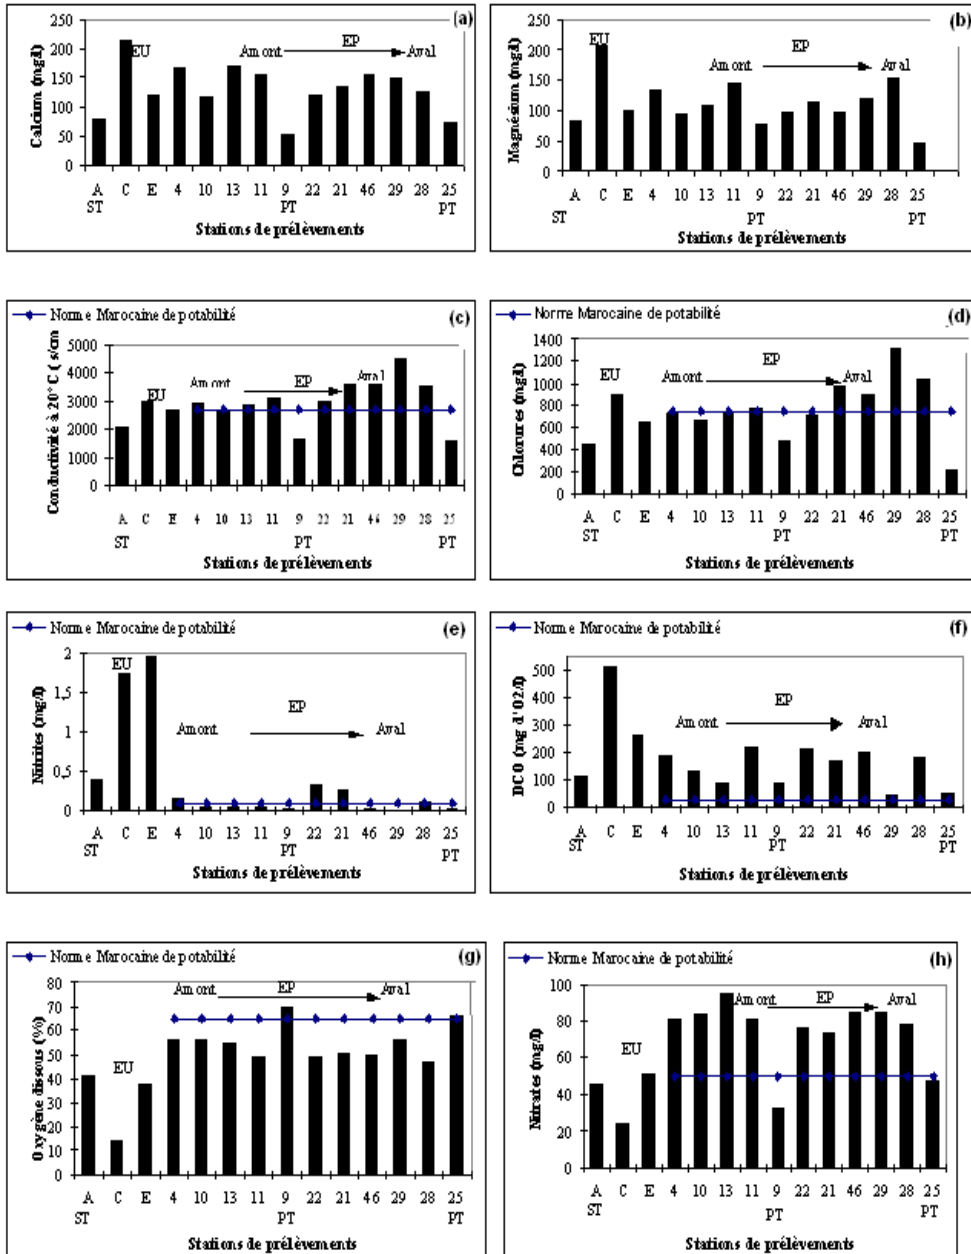 (a)
Calcium (mg/l)
250
200
150
100
50
0
EU
EP
Amont
Aval
A C E 4 10 13 11 9 22 21 46 29 28 25
ST PT PT
Stations de prélèvements
(b)
Magnésium (mg/l)
250
200
150
100
50
0
EU
EP
Amont
Aval
A C E 4 10 13 11 9 22 21 46 29 28 25
ST PT PT
Stations de prélèvements
Norme Marocaine de potabilité
(c)
Conductivité à 20°C ( s/cm
5000
4000
3000
2000
1000
0
EU
Amont
Aval
EP
A C E 4 10 13 11 9 22 21 46 29 28 25
ST PT PT
Stations de prélèvements
Norme Marocaine de potabilité
(d)
Chlorures (mg/l)
1400
1200
1000
800
600
400
200
0
EU
EP
Amont
Aval
A C E 4 10 13 11 9 22 21 46 29 28 25
ST PT PT
Stations de prélèvements
Norme Marocaine de potabilité
(e)
Nitrites (mg/l)
2
1,5
1
0,5
0
EU
EP
Amont
Aval
A C E 4 10 13 11 9 22 21 46 29 28 25
ST PT PT
Stations de prélèvements
Norme Marocaine de potabilité
(f)
DCO (mg d'O2/l)
500
400
300
200
100
0
EP
Amont
Aval
A C E 4 10 13 11 9 22 21 46 29 28 25
ST PT PT
Stations de prélèvements
Norme Marocaine de potabilité
(g)
Oxygène dissous (%)
80
70
60
50
40
30
20
10
0
EU
Amont
EP
Aval
A C E 4 10 13 11 9 22 21 46 29 28 25
ST PT PT
Stations de prélèvements
Norme Marocaine de potabilité
(h)
Nitrates (mg/l)
100
80
60
40
20
0
EU
Amont
EP
Aval
A C E 4 10 13 11 9 22 21 46 29 28 25
ST PT PT
Stations de prélèvements